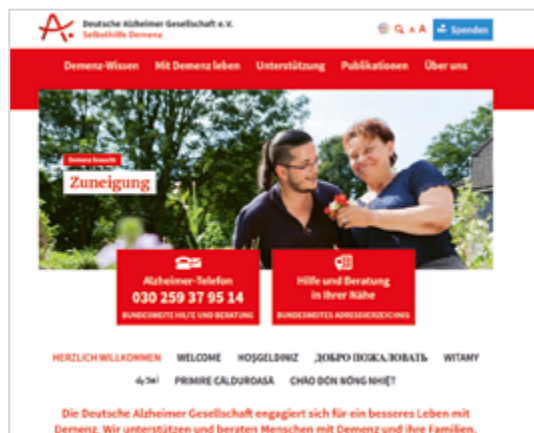 Deutsche Alzheimer Gesellschaft e.V.
Selbsthilfe Demenz
Spenden
A A
Demenz-Wissen Mit Demenz leben Unterstützung Publikationen Über uns
Demenz braucht
Zuneigung
Alzheimer-Telefon
030 259 37 95 14
BUNDESWEITE HILFE UND BERATUNG
Hilfe und Beratung
in Ihrer Nähe
BUNDESWEITES ADRESSVERZEICHNIS
HERZLICH WILLKOMMEN WELCOME HOŞGELDINIZ ДОБРО ПОЖАЛОВАТЬ WITAMY
PRIMIRE CĂLDUROASĂ CHÀO ĐÓN NỒNG NHIỆT
Die Deutsche Alzheimer Gesellschaft engagiert sich für ein besseres Leben mit
Demenz. Wir unterstützen und beraten Menschen mit Demenz und ihre Familien.